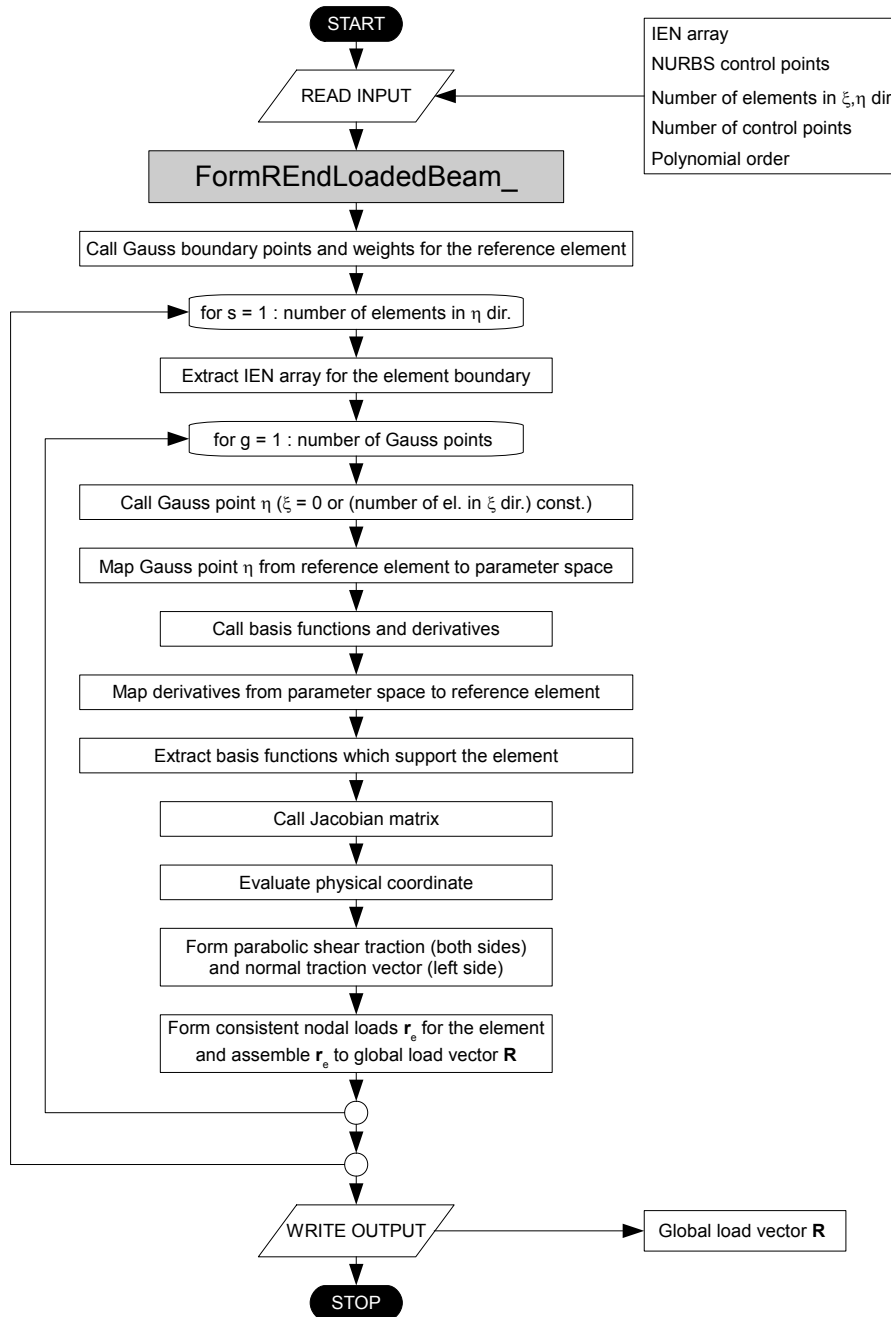 START
READ INPUT
IEN array
NURBS control points
Number of elements in ξ,η dir
Number of control points
Polynomial order
FormREndLoadedBeam_
Call Gauss boundary points and weights for the reference element
for s = 1 : number of elements in η dir.
Extract IEN array for the element boundary
for g = 1 : number of Gauss points
Call Gauss point η (ξ = 0 or (number of el. in ξ dir.) const.)
Map Gauss point η from reference element to parameter space
Call basis functions and derivatives
Map derivatives from parameter space to reference element
Extract basis functions which support the element
Call Jacobian matrix
Evaluate physical coordinate
Form parabolic shear traction (both sides)
and normal traction vector (left side)
Form consistent nodal loads r_e for the element
and assemble r_e to global load vector R
WRITE OUTPUT
Global load vector R
STOP